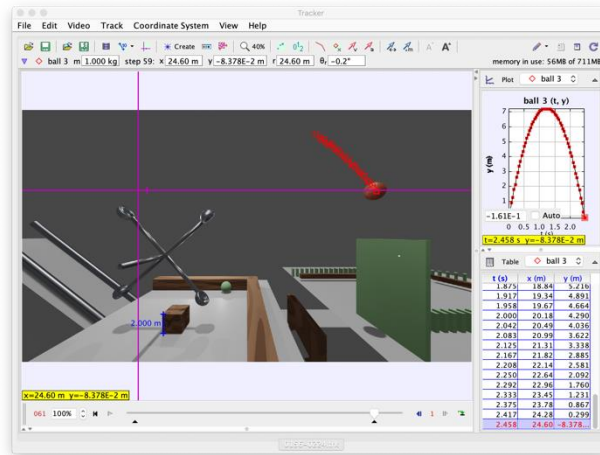 Tracker
File Edit Video Track Coordinate System View Help
Create 40%
ball 3 m 1.000 kg step 59: x 24.60 m y -8.378E-2 m r 24.60 m θr -0.2° memory in use: 56MB of 711MB
Plot ball 3
ball 3 (t, y)
y (m)
7
6
5
4
3
2
1
-1.61E-1 Auto
0 0.5 1.0 1.5 2.0
t (s)
t=2.458 s y=-8.378E-2 m
Table ball 3
t (s) x (m) y (m)
1.875 18.84 5.216
1.917 19.34 4.891
1.958 19.67 4.664
2.000 20.18 4.290
2.042 20.49 4.036
2.083 20.99 3.622
2.125 21.31 3.338
2.167 21.82 2.885
2.208 22.14 2.581
2.250 22.64 2.092
2.292 22.96 1.760
2.333 23.45 1.231
2.375 23.78 0.867
2.417 24.28 0.299
2.458 24.60 -8.378...
2.000 m
x=24.60 m y=-8.378E-2 m
061 100% 1